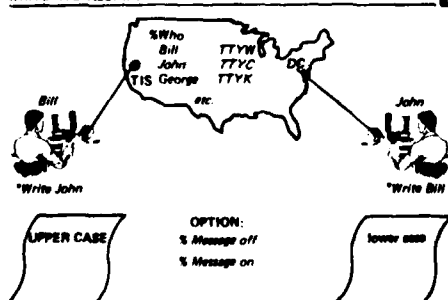 %Who
Bill TTYW
John TTYC
DC
TIS George TTYK
etc.
Bill
John
"Write John
"Write Bill
UPPER CASE
OPTION:
lower case
% Message off
% Message on